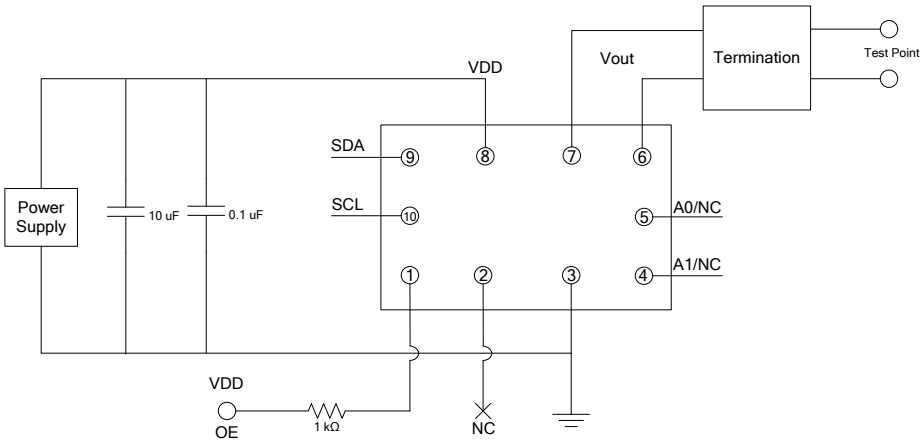 Termination
Test Point
Vout
VDD
SDA
9
8
7
6
Power
Supply
10 uF
0.1 uF
SCL
10
5
A0/NC
1
2
3
4
A1/NC
VDD
OE
1 kΩ
NC